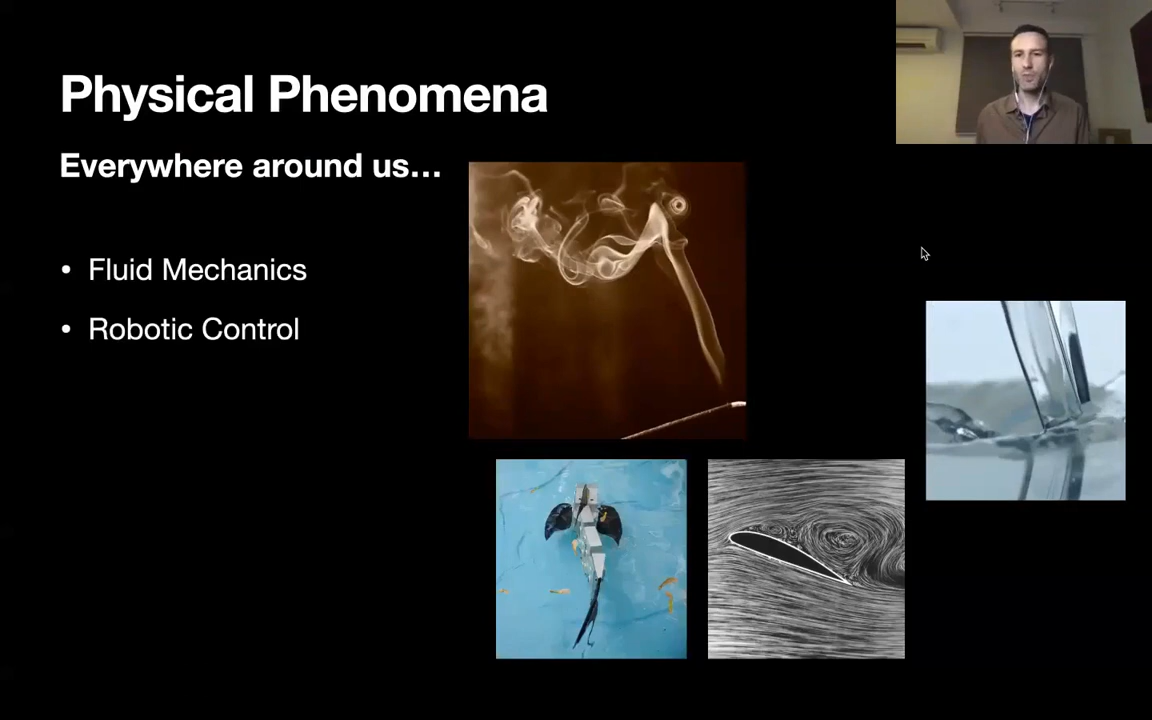 Physical Phenomena
Everywhere around us...
• Fluid Mechanics
• Robotic Control